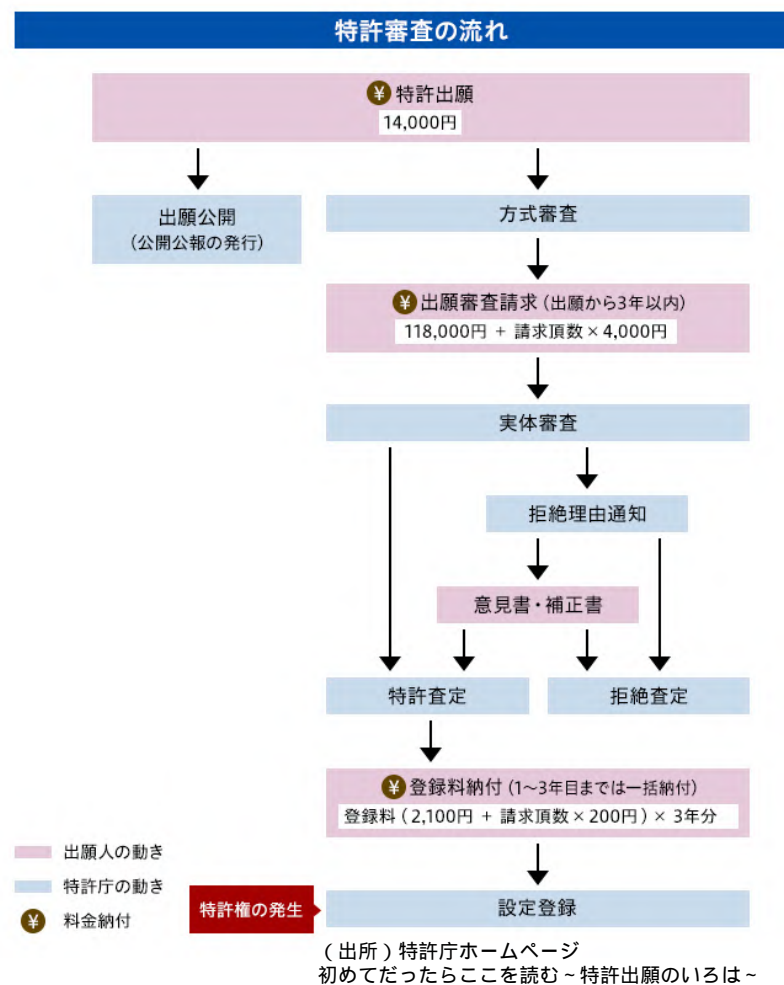 特許審査の流れ
¥ 特許出願
14,000円
出願公開
(公開公報の発行)
方式審査
¥ 出願審査請求 (出願から3年以内)
118,000円 + 請求頂数×4,000円
実体審査
拒絶理由通知
意見書・補正書
特許査定
拒絶査定
¥ 登録料納付 (1~3年目までは一括納付)
登録料 (2,100円 + 請求頂数×200円) × 3年分
出願人の動き
特許庁の動き
¥ 料金納付
特許権の発生
設定登録
(出所)特許庁ホームページ
初めてだったらここを読む~特許出願のいろは~